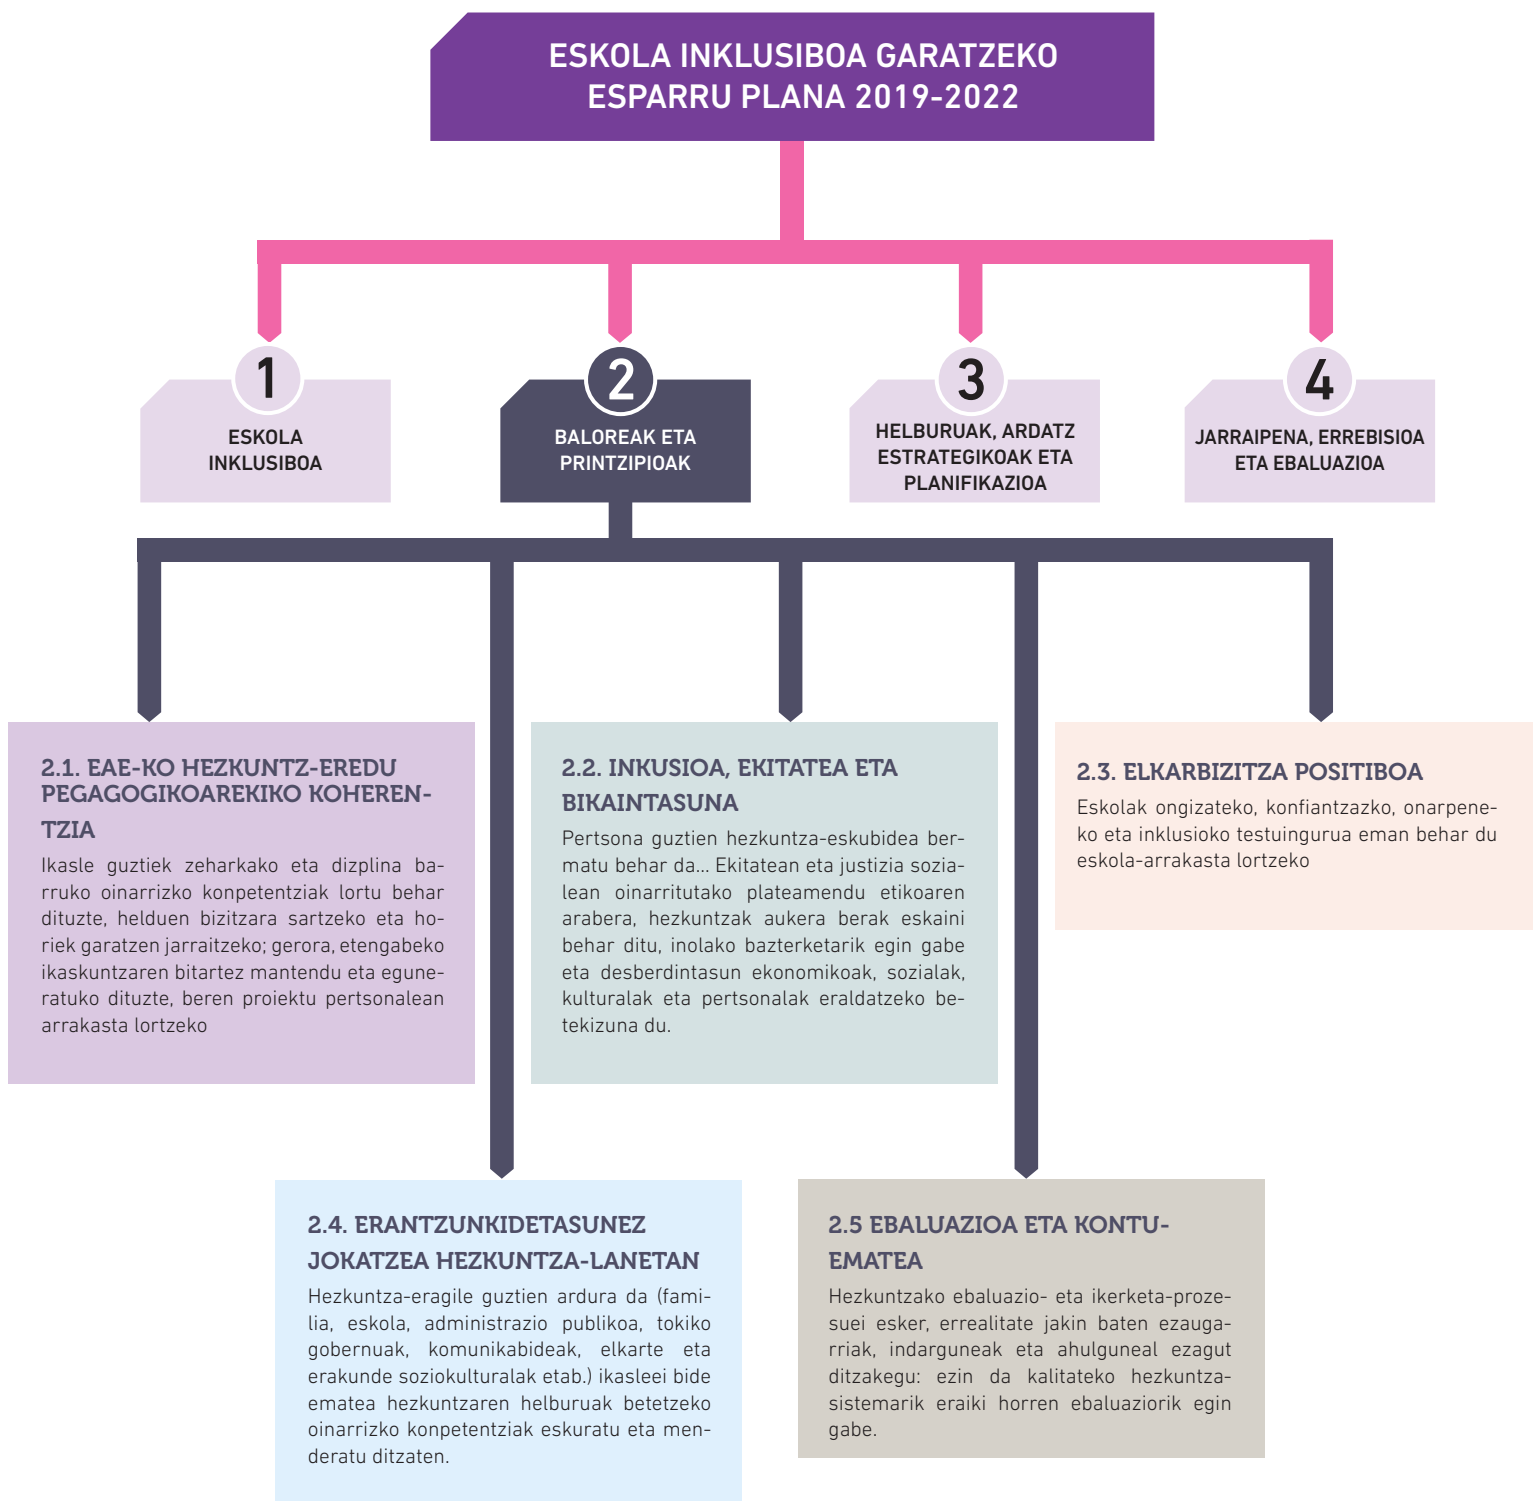 ESKOLA INKLUSIBOA GARATZEKO
ESPARRU PLANA 2019-2022
1
ESKOLA
INKLUSIBOA
2
BALOREAK ETA
PRINTZIPIOAK
3
HELBURUAK, ARDATZ
ESTRATEGIKOAK ETA
PLANIFIKAZIOA
4
JARRAIPENA, ERREBISIOA
ETA EBALUAZIOA
2.1. EAE-KO HEZKUNTZ-EREDU
PEGAGOGIKOAREKIKO KOHEREN-
TZIA
Ikasle guztiek zeharkako eta dizplina ba-
rruko oinarrizko konpetentziak lortu behar
dituzte, helduen bizitzara sartzeko eta ho-
riek garatzen jarraitzeko; gerora, etengabeko
ikaskuntzaren bitartez mantendu eta egune-
ratuko dituzte, beren proiektu pertsonalean
arrakasta lortzeko
2.2. INKUSIOA, EKITATEA ETA
BIKAINTASUNA
Pertsona guztien hezkuntza-eskubidea ber-
matu behar da... Ekitatean eta justizia sozia-
lean oinarritutako plateamendu etikoaren
arabera, hezkuntzak aukera berak eskaini
behar ditu, inolako bazterketarik egin gabe
eta desberdintasun ekonomikoak, sozialak,
kulturalak eta pertsonalak eraldatzeko be-
tekizuna du.
2.3. ELKARBIZITZA POSITIBOA
Eskolak ongizateko, konfiantzazko, onarpene-
ko eta inklusioko testuingurua eman behar du
eskola-arrakasta lortzeko
2.4. ERANTZUNKIDETASUNEZ
JOKATZEA HEZKUNTZA-LANETAN
Hezkuntza-eragile guztien ardura da (fami-
lia, eskola, administrazio publikoa, tokiko
gobernuak, komunikabideak, elkarte eta
erakunde soziokulturalak etab.) ikasleei bide
ematea hezkuntzaren helburuak betetzeko
oinarrizko konpetentziak eskuratu eta men-
deratu ditzaten.
2.5 EBALUAZIOA ETA KONTU-
EMATEA
Hezkuntzako ebaluazio- eta ikerketa-proze-
suei esker, errealitate jakin baten ezauga-
rriak, indarguneak eta ahulguneal ezagut
ditzakegu: ezin da kalitateko hezkuntza-
sistemarik eraiki horren ebaluaziorik egin
gabe.